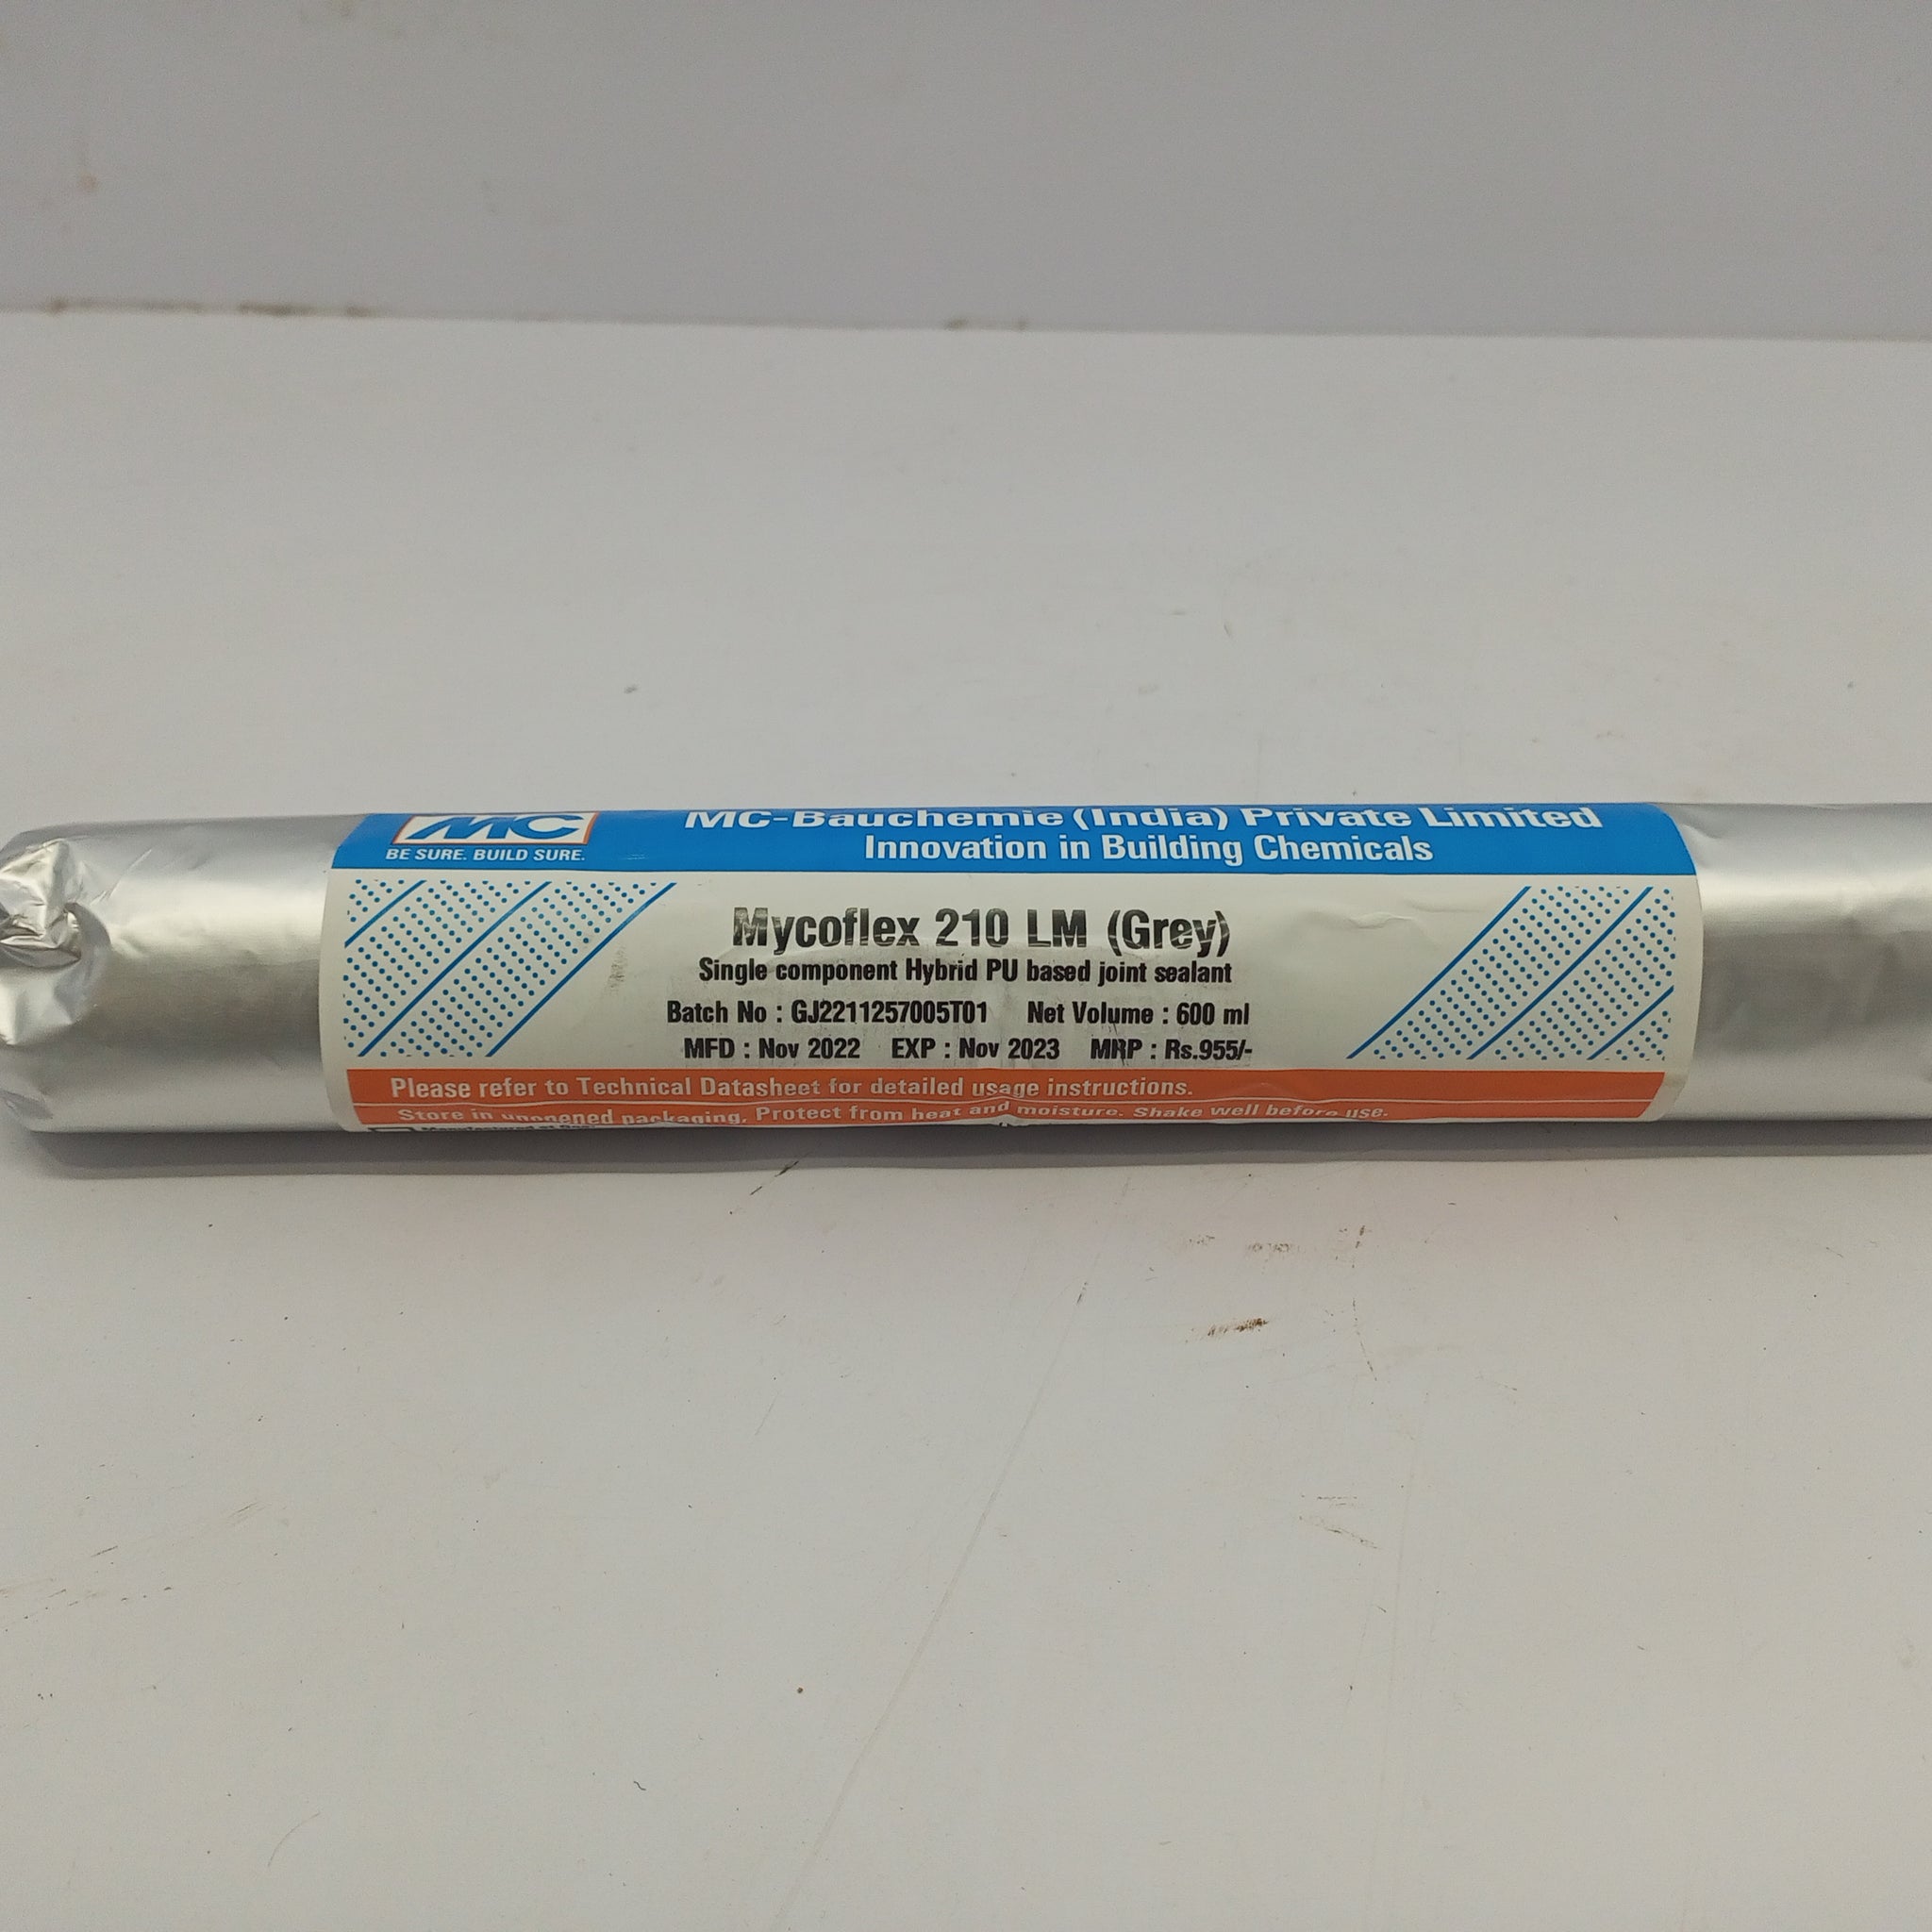 MC
BE SURE. BUILD SURE.
MC-Bauchemie (India) Private Limited
Innovation in Building Chemicals
Mycoflex 210 LM (Grey)
Single component Hybrid PU based joint sealant
Batch No : GJ2211257005T01 Net Volume : 600 ml
MFD : Nov 2022 EXP : Nov 2023 MRP : Rs.955/-
Please refer to Technical Datasheet for detailed usage instructions.
Store in unopened packaging, Protect from heat and moisture. Shake well before use.